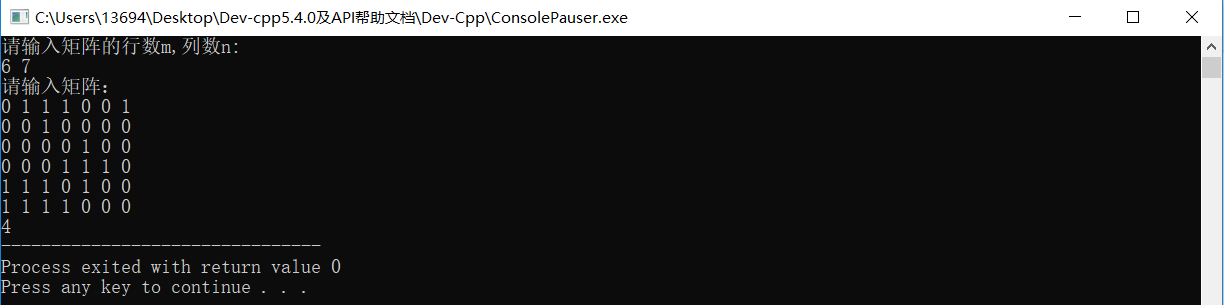 C:\Users\13694\Desktop\Dev-cpp5.4.0及API帮助文档\Dev-Cpp\ConsolePauser.exe
请输入矩阵的行数m,列数n:
6 7
请输入矩阵：
0 1 1 1 0 0 1
0 0 1 0 0 0 0
0 0 0 0 1 0 0
0 0 0 1 1 1 0
1 1 1 0 1 0 0
1 1 1 1 0 0 0
4
--------------------------------
Process exited with return value 0
Press any key to continue . . .